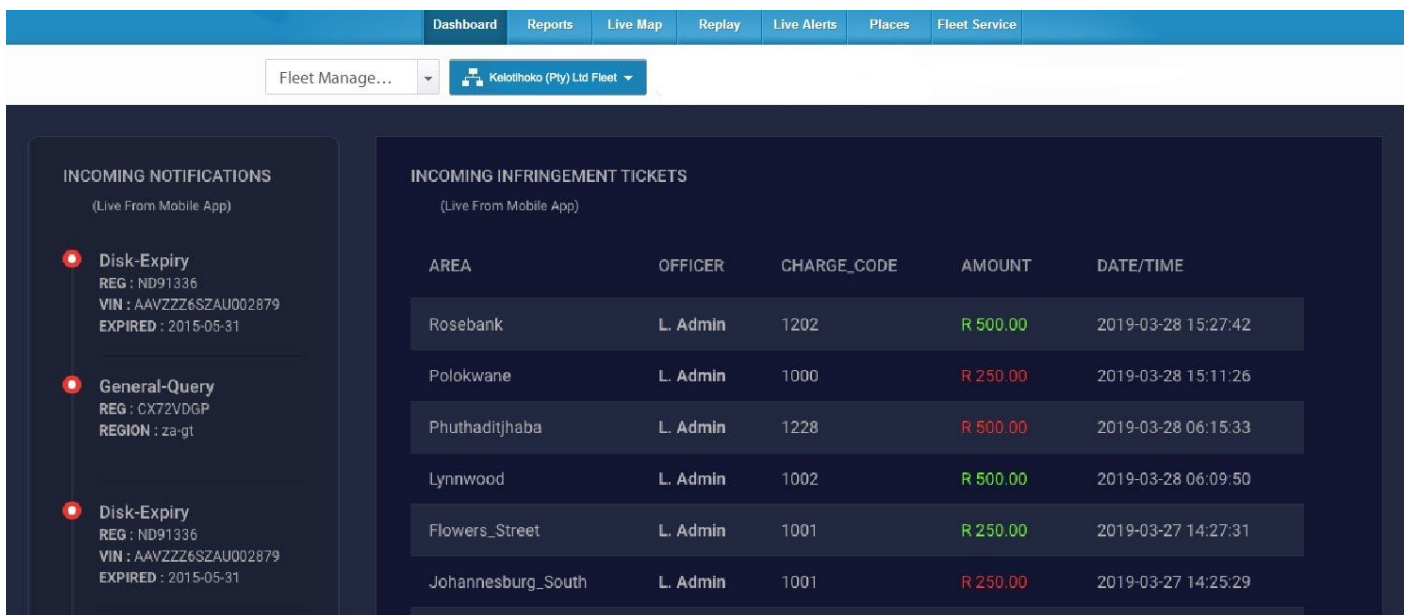 Dashboard Reports Live Map Replay Live Alerts Places Fleet Service
Fleet Manage... Kelotlhoko (Pty) Ltd Fleet
INCOMING NOTIFICATIONS
(Live From Mobile App)
Disk-Expiry
REG : ND91336
VIN : AAVZZZ6SZAU002879
EXPIRED : 2015-05-31
General-Query
REG : CX72VDGP
REGION : za-gt
Disk-Expiry
REG : ND91336
VIN : AAVZZZ6SZAU002879
EXPIRED : 2015-05-31
INCOMING INFRINGEMENT TICKETS
(Live From Mobile App)
AREA OFFICER CHARGE_CODE AMOUNT DATE/TIME
Rosebank L. Admin 1202 R 500.00 2019-03-28 15:27:42
Polokwane L. Admin 1000 R 250.00 2019-03-28 15:11:26
Phuthaditjhaba L. Admin 1228 R 500.00 2019-03-28 06:15:33
Lynnwood L. Admin 1002 R 500.00 2019-03-28 06:09:50
Flowers_Street L. Admin 1001 R 250.00 2019-03-27 14:27:31
Johannesburg_South L. Admin 1001 R 250.00 2019-03-27 14:25:29